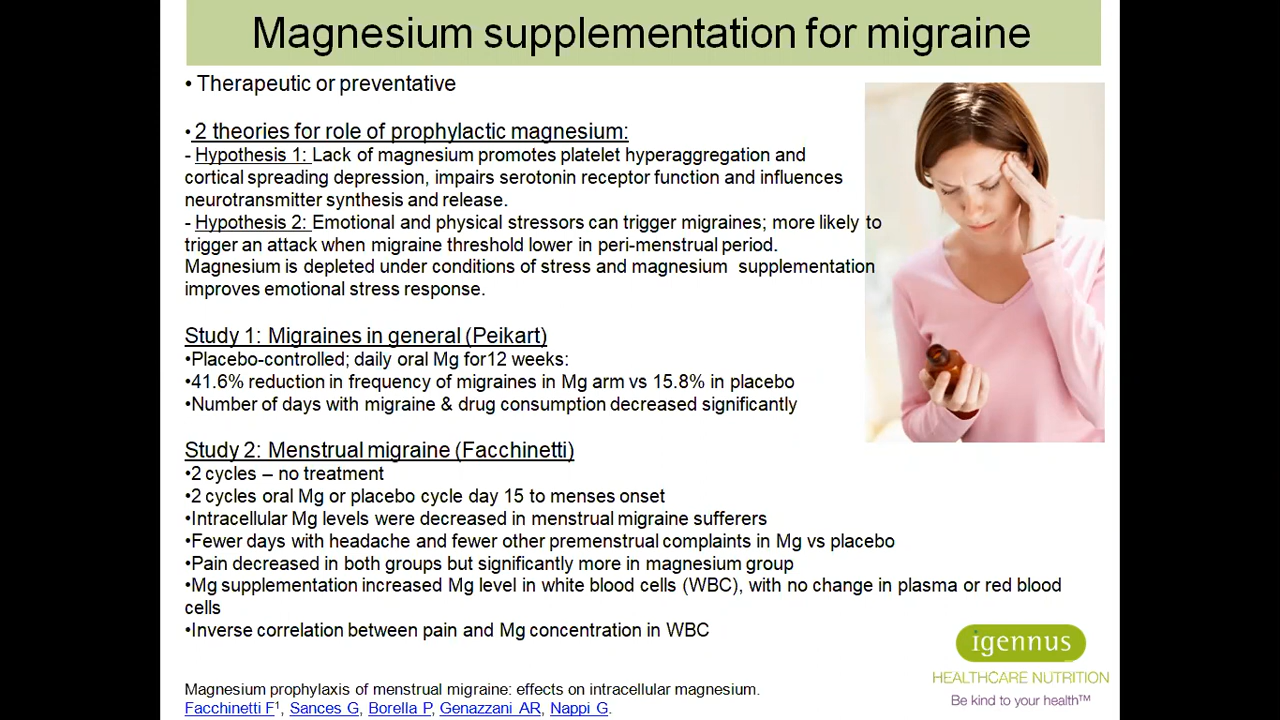 Magnesium supplementation for migraine
• Therapeutic or preventative
• 2 theories for role of prophylactic magnesium:
- Hypothesis 1: Lack of magnesium promotes platelet hyperaggregation and
cortical spreading depression, impairs serotonin receptor function and influences
neurotransmitter synthesis and release.
- Hypothesis 2: Emotional and physical stressors can trigger migraines; more likely to
trigger an attack when migraine threshold lower in peri-menstrual period.
Magnesium is depleted under conditions of stress and magnesium  supplementation
improves emotional stress response.
Study 1: Migraines in general (Peikart)
•Placebo-controlled; daily oral Mg for12 weeks:
•41.6% reduction in frequency of migraines in Mg arm vs 15.8% in placebo
•Number of days with migraine & drug consumption decreased significantly
Study 2: Menstrual migraine (Facchinetti)
•2 cycles – no treatment
•2 cycles oral Mg or placebo cycle day 15 to menses onset
•Intracellular Mg levels were decreased in menstrual migraine sufferers
•Fewer days with headache and fewer other premenstrual complaints in Mg vs placebo
•Pain decreased in both groups but significantly more in magnesium group
•Mg supplementation increased Mg level in white blood cells (WBC), with no change in plasma or red blood
cells
•Inverse correlation between pain and Mg concentration in WBC
Magnesium prophylaxis of menstrual migraine: effects on intracellular magnesium.
Facchinetti F¹, Sances G, Borella P, Genazzani AR, Nappi G.
igennus
HEALTHCARE NUTRITION
Be kind to your health™